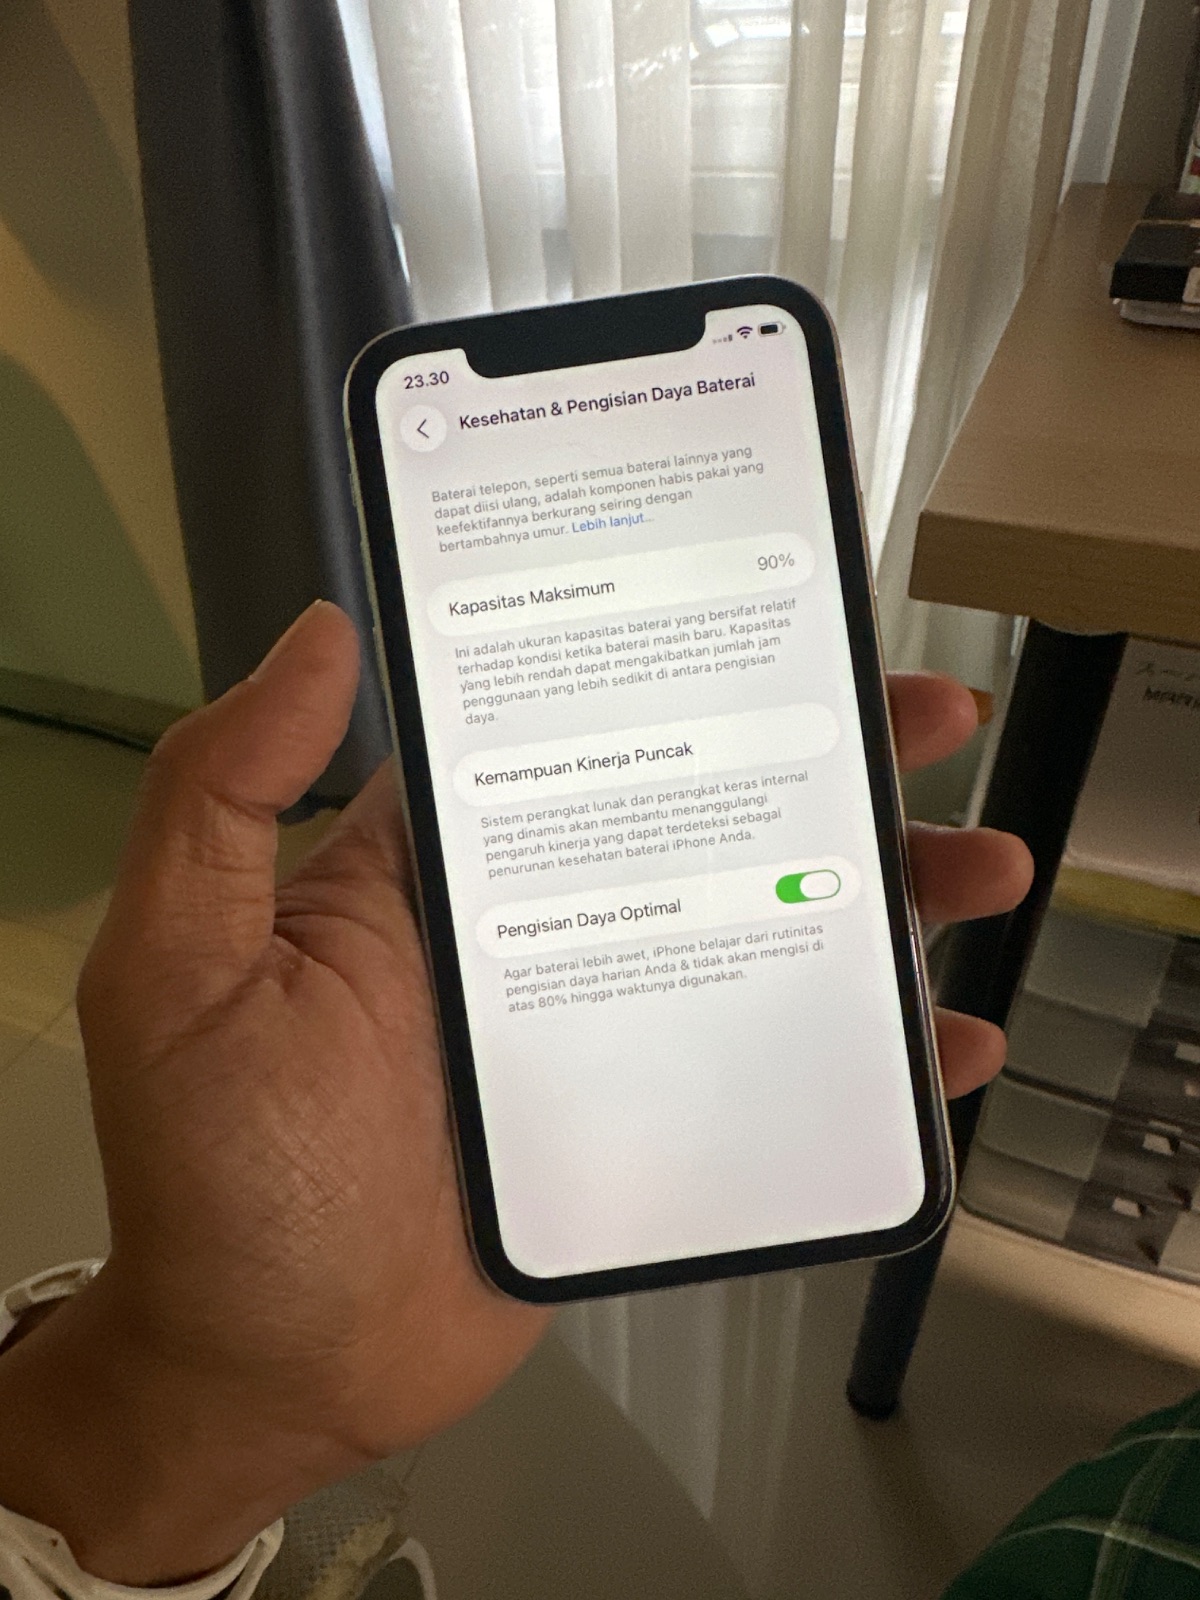 23.30
Kesehatan & Pengisian Daya Baterai
Baterai telepon, seperti semua baterai lainnya yang
dapat diisi ulang, adalah komponen habis pakai yang
keefektifannya berkurang seiring dengan
bertambahnya umur. Lebih lanjut...
Kapasitas Maksimum 90%
Ini adalah ukuran kapasitas baterai yang bersifat relatif
terhadap kondisi ketika baterai masih baru. Kapasitas
yang lebih rendah dapat mengakibatkan jumlah jam
penggunaan yang lebih sedikit di antara pengisian
daya.
Kemampuan Kinerja Puncak
Sistem perangkat lunak dan perangkat keras internal
yang dinamis akan membantu menanggulangi
pengaruh kinerja yang dapat terdeteksi sebagai
penurunan kesehatan baterai iPhone Anda.
Pengisian Daya Optimal
Agar baterai lebih awet, iPhone belajar dari rutinitas
pengisian daya harian Anda & tidak akan mengisi di
atas 80% hingga waktunya digunakan.